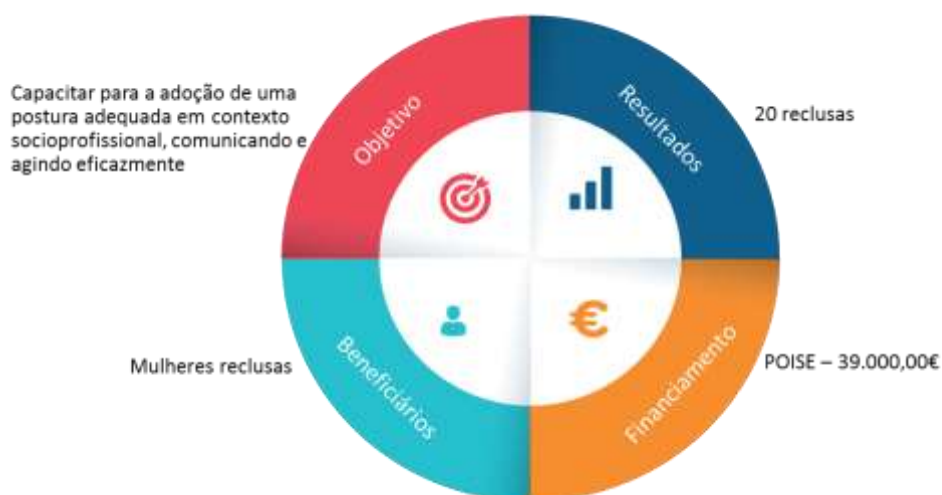 Capacitar para a adoção de uma
postura adequada em contexto
socioprofissional, comunicando e
agindo eficazmente
Objetivo
Resultados
20 reclusas
Mulheres reclusas
Beneficiários
€
Financiamento
POISE – 39.000,00€